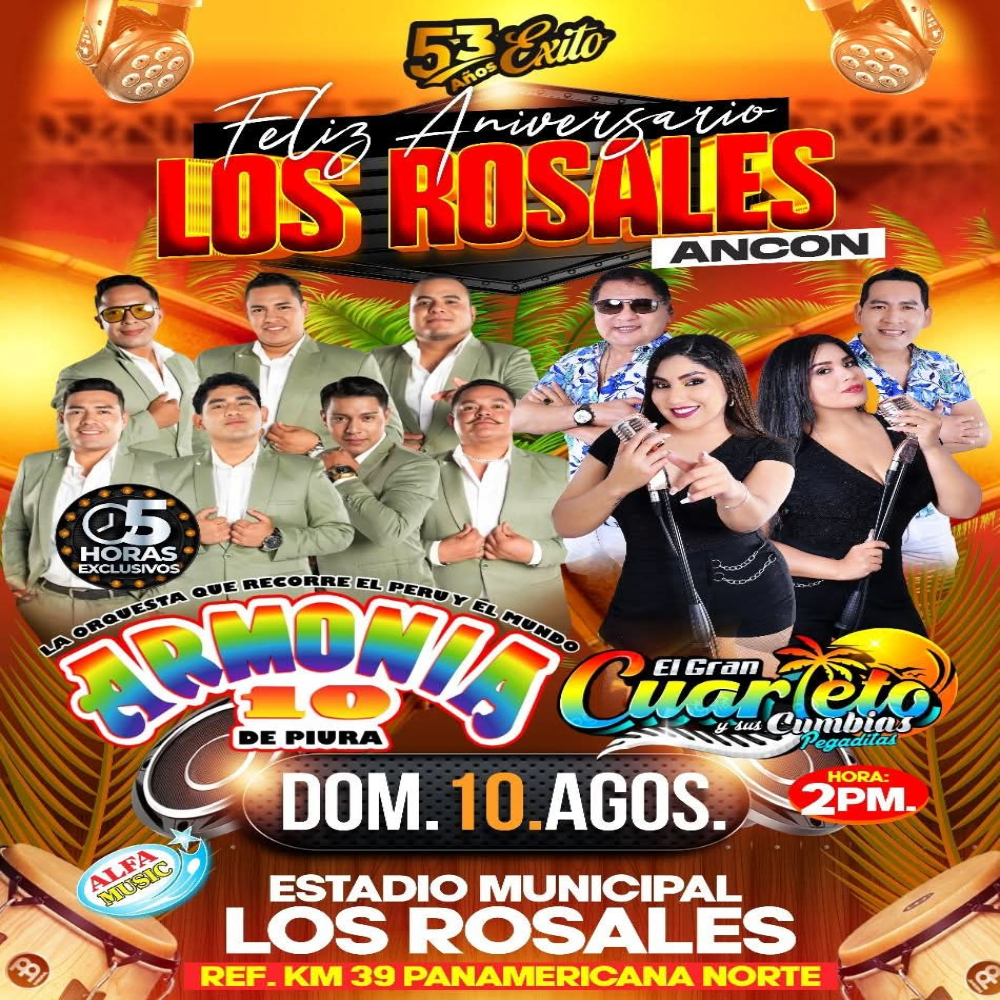 53 Años Exito
Feliz Aniversario
LOS ROSALES
ANCON
05
HORAS
EXCLUSIVOS
LA ORQUESTA QUE RECORRE EL PERU Y EL MUNDO
ARMONIA
10
DE PIURA
El Gran
Cuarteto
y sus Cumbias
Pegaditas
DOM. 10. AGOS.
HORA:
2PM.
ALFA
MUSIC
ESTADIO MUNICIPAL
LOS ROSALES
REF. KM 39 PANAMERICANA NORTE